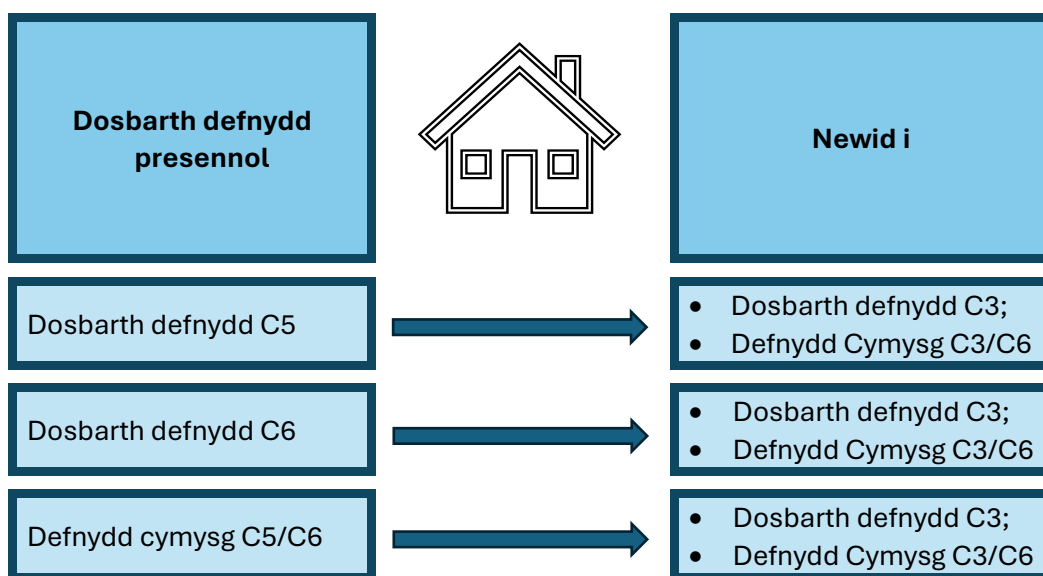 Dosbarth defnydd
presennol
Newid i
Dosbarth defnydd C5
• Dosbarth defnydd C3;
• Defnydd Cymysg C3/C6
Dosbarth defnydd C6
• Dosbarth defnydd C3;
• Defnydd Cymysg C3/C6
Defnydd cymysg C5/C6
• Dosbarth defnydd C3;
• Defnydd Cymysg C3/C6